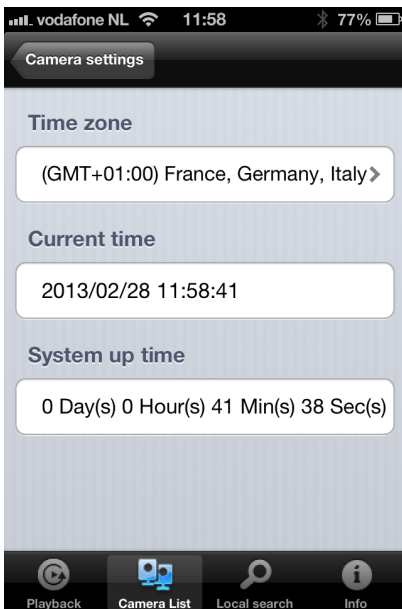 vodafone NL 11:58 77%
Camera settings
Time zone
(GMT+01:00) France, Germany, Italy
Current time
2013/02/28 11:58:41
System up time
0 Day(s) 0 Hour(s) 41 Min(s) 38 Sec(s)
Playback Camera List Local search Info